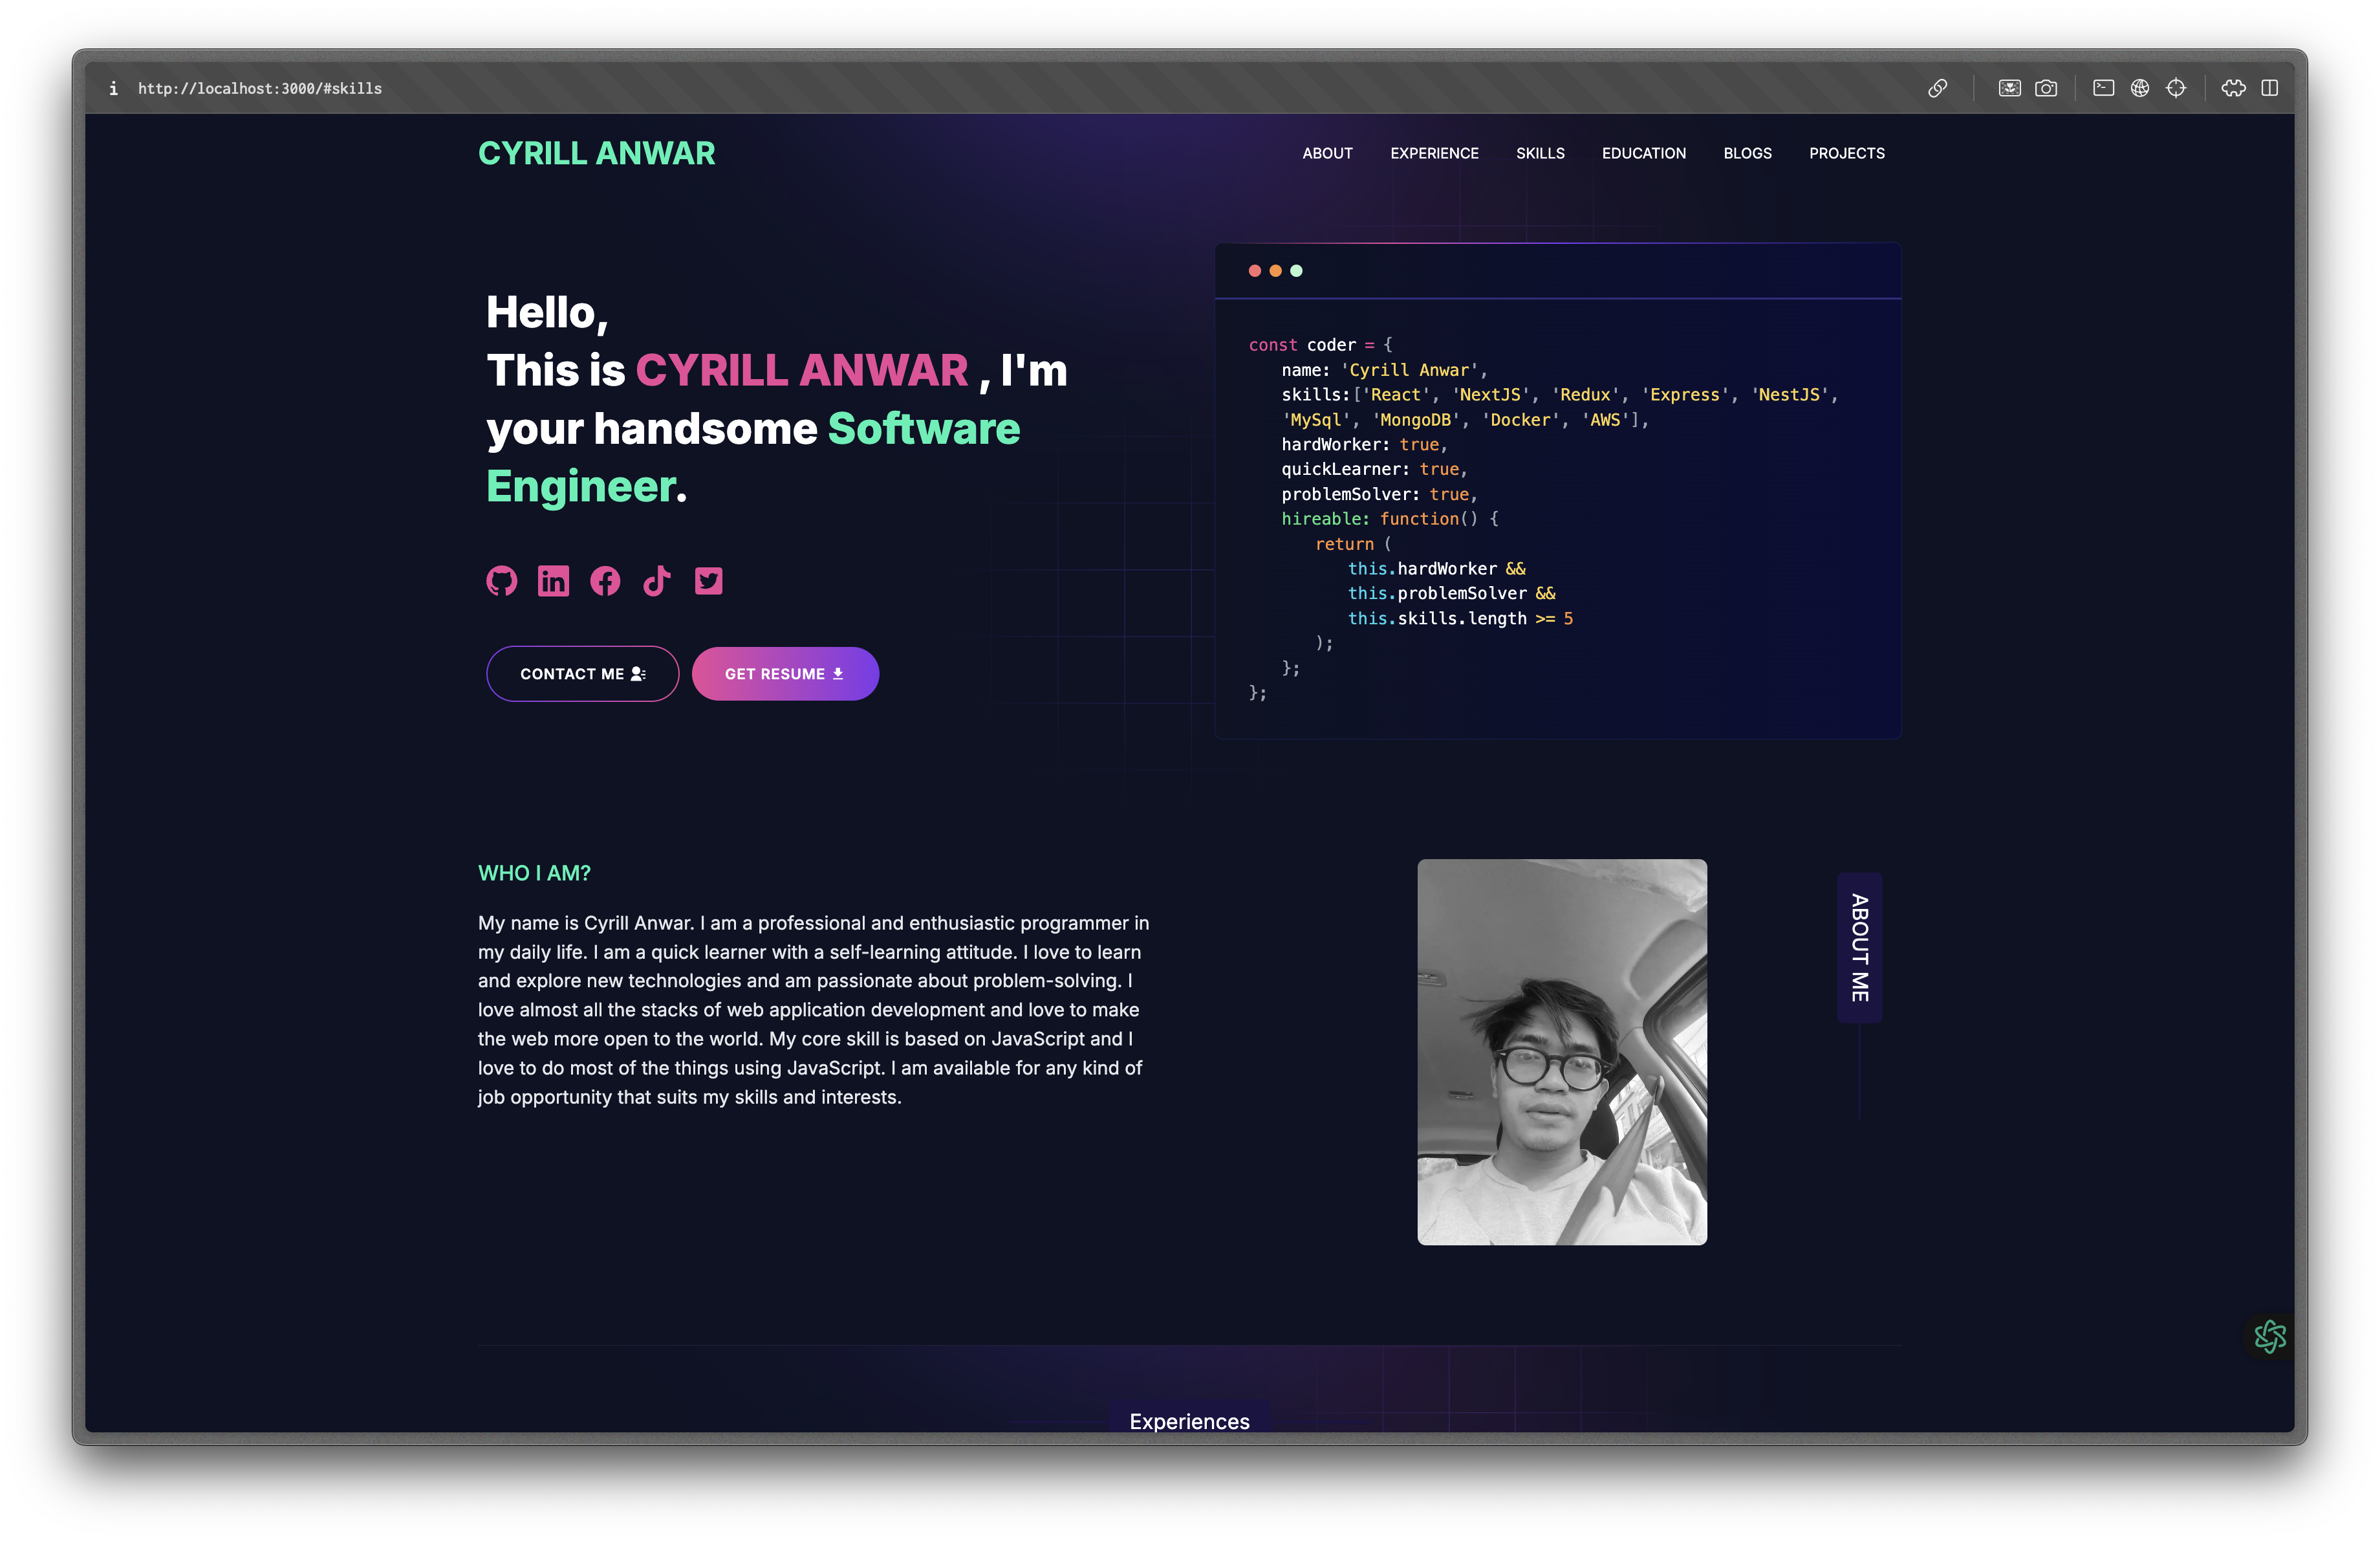 http://localhost:3000/#skills
CYRILL ANWAR
ABOUT EXPERIENCE SKILLS EDUCATION BLOGS PROJECTS
Hello,
This is CYRILL ANWAR , I'm
your handsome Software
Engineer.
CONTACT ME
GET RESUME
const coder = {
name: 'Cyrill Anwar',
skills:['React', 'NextJS', 'Redux', 'Express', 'NestJS',
'MySql', 'MongoDB', 'Docker', 'AWS'],
hardWorker: true,
quickLearner: true,
problemSolver: true,
hireable: function() {
return (
this.hardWorker &&
this.problemSolver &&
this.skills.length >= 5
);
};
};
WHO I AM?
My name is Cyrill Anwar. I am a professional and enthusiastic programmer in
my daily life. I am a quick learner with a self-learning attitude. I love to learn
and explore new technologies and am passionate about problem-solving. I
love almost all the stacks of web application development and love to make
the web more open to the world. My core skill is based on JavaScript and I
love to do most of the things using JavaScript. I am available for any kind of
job opportunity that suits my skills and interests.
ABOUT ME
Experiences